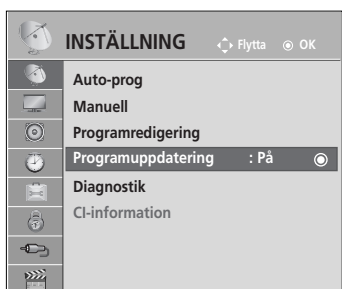 INSTÄLLNING Flytta OK
Auto-prog
Manuell
Programredigering
Programuppdatering : På
Diagnostik
CI-information